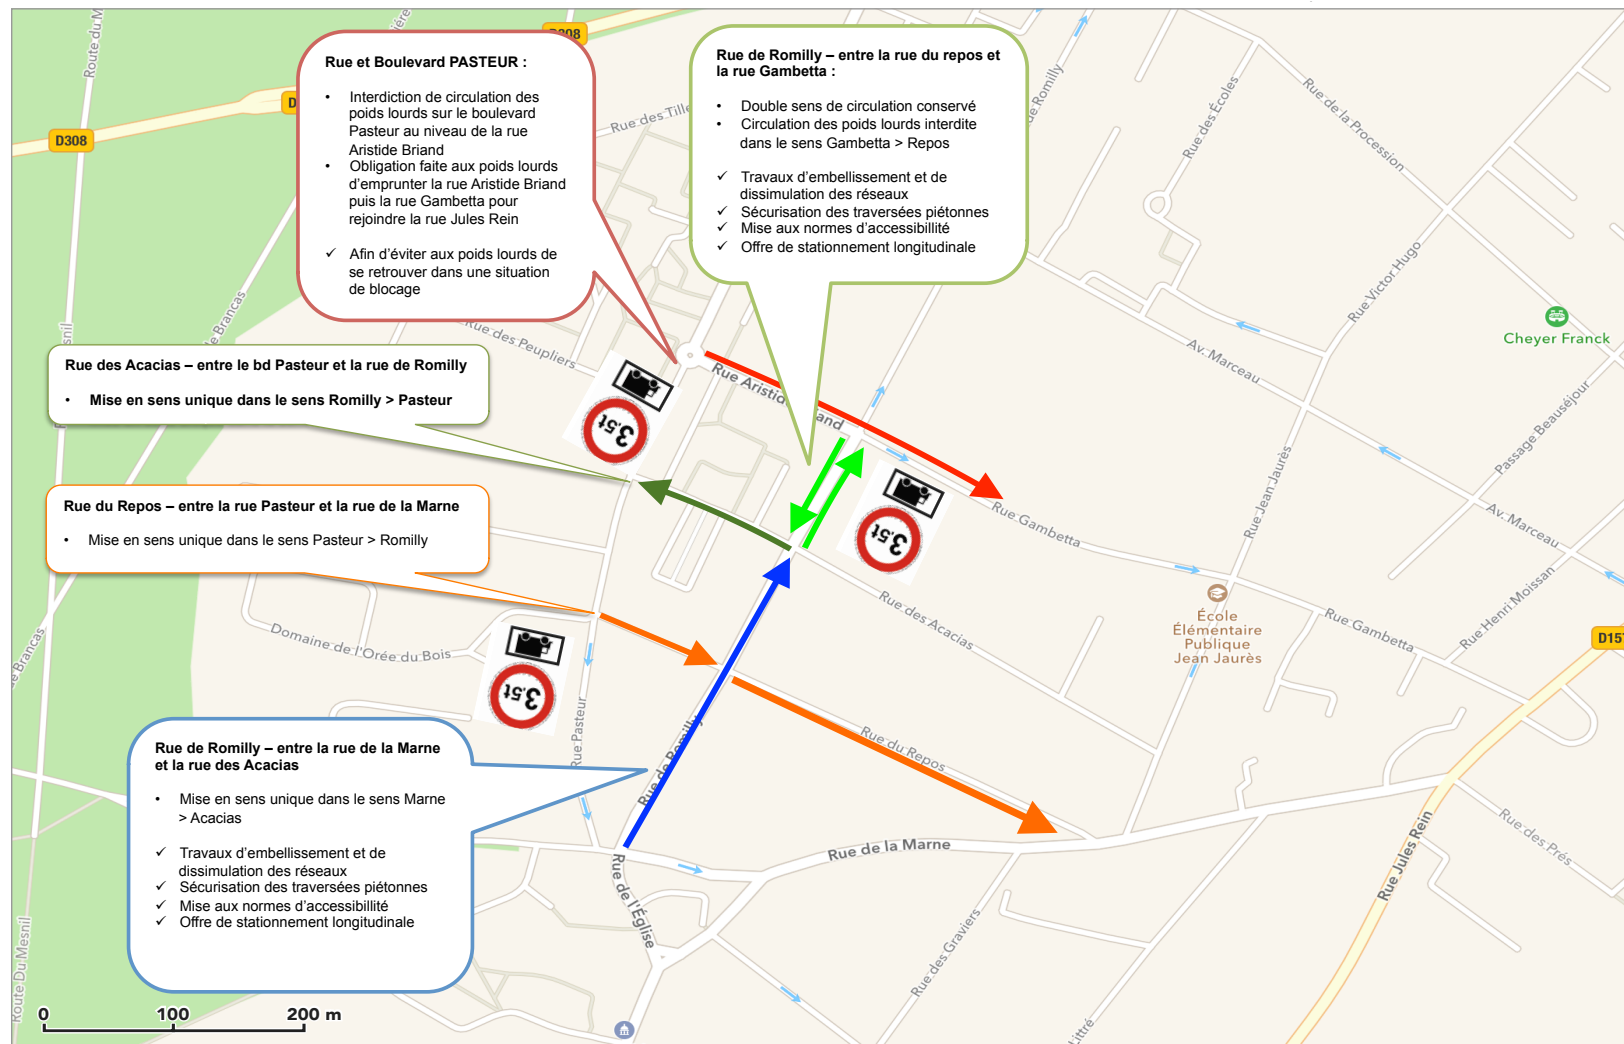 Rue et Boulevard PASTEUR :
• Interdiction de circulation des
poids lourds sur le boulevard
Pasteur au niveau de la rue
Aristide Briand
• Obligation faite aux poids lourds
d'emprunter la rue Aristide Briand
puis la rue Gambetta pour
rejoindre la rue Jules Rein
✓ Afin d'éviter aux poids lourds de
se retrouver dans une situation
de blocage
Rue de Romilly – entre la rue du repos et
la rue Gambetta :
• Double sens de circulation conservé
• Circulation des poids lourds interdite
dans le sens Gambetta > Repos
✓ Travaux d'embellissement et de
dissimulation des réseaux
✓ Sécurisation des traversées piétonnes
✓ Mise aux normes d'accessibillité
✓ Offre de stationnement longitudinale
Rue des Acacias – entre le bd Pasteur et la rue de Romilly
• Mise en sens unique dans le sens Romilly > Pasteur
Rue du Repos – entre la rue Pasteur et la rue de la Marne
• Mise en sens unique dans le sens Pasteur > Romilly
Rue de Romilly – entre la rue de la Marne
et la rue des Acacias
• Mise en sens unique dans le sens Marne
> Acacias
✓ Travaux d'embellissement et de
dissimulation des réseaux
✓ Sécurisation des traversées piétonnes
✓ Mise aux normes d'accessibillité
✓ Offre de stationnement longitudinale
D308
Route du M
Rue des Tille
de Romilly
Rue des Écoles
Rue de la Procession
Rue Victor Hugo
Cheyer Franck
Av. Marceau
Passage Beauséjour
de Brancas
Rue des Peupliers
Rue Aristid
and
3.5t
3.5t
3.5t
Rue Gambetta
Rue Jean Jaurès
Av. Marceau
Rue Henri Moissan
École
Élémentaire
Publique
Jean Jaurès
Rue Gambetta
D157
Rue des Acacias
Domaine de l'Orée du Bois
de Brancas
Rue Pasteur
Rue de Romilly
Rue du Repos
Rue de la Marne
Rue de l'Église
Rue des Graviers
Rue Jules Rein
Rue des Prés
Littré
Route Du Mesnil
0 100 200 m